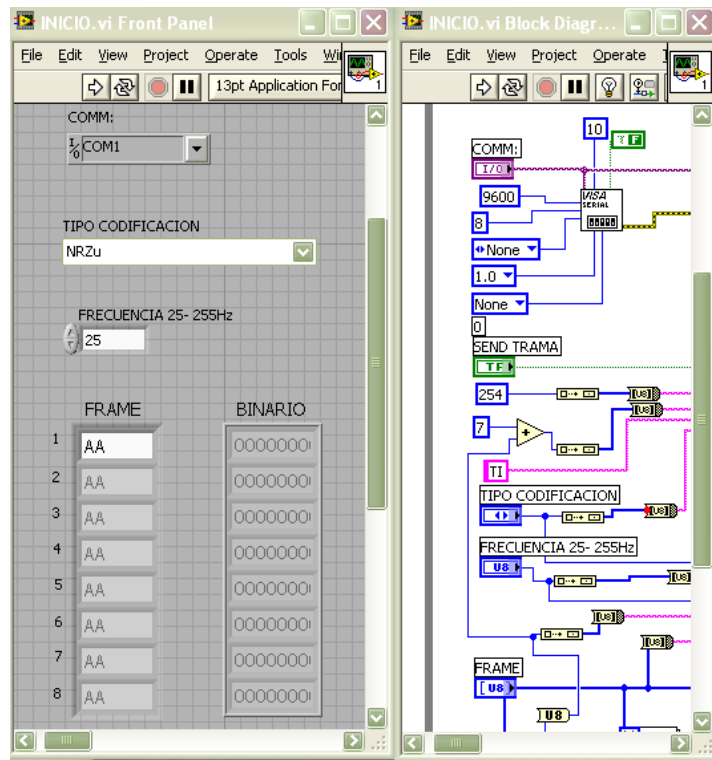 INICIO.vi Front Panel
File Edit View Project Operate Tools Wi
13pt Application For
1
COMM:
I/O COM1
TIPO CODIFICACION
NRZu
FRECUENCIA 25- 255Hz
25
FRAME BINARIO
1 AA 0000000
2 AA 0000000
3 AA 0000000
4 AA 0000000
5 AA 0000000
6 AA 0000000
7 AA 0000000
8 AA 0000000
INICIO.vi Block Diagr...
File Edit View Project Operate
1
10
F
COMM:
I/O
9600
VISA
SERIAL
8
None
1.0
None
0
SEND TRAMA
TF
254
[U8]
[U8]
7
TI
TIPO CODIFICACION
[U8]
FRECUENCIA 25- 255Hz
U8
[U8]
[U8]
[U8]
FRAME
[U8]
U8